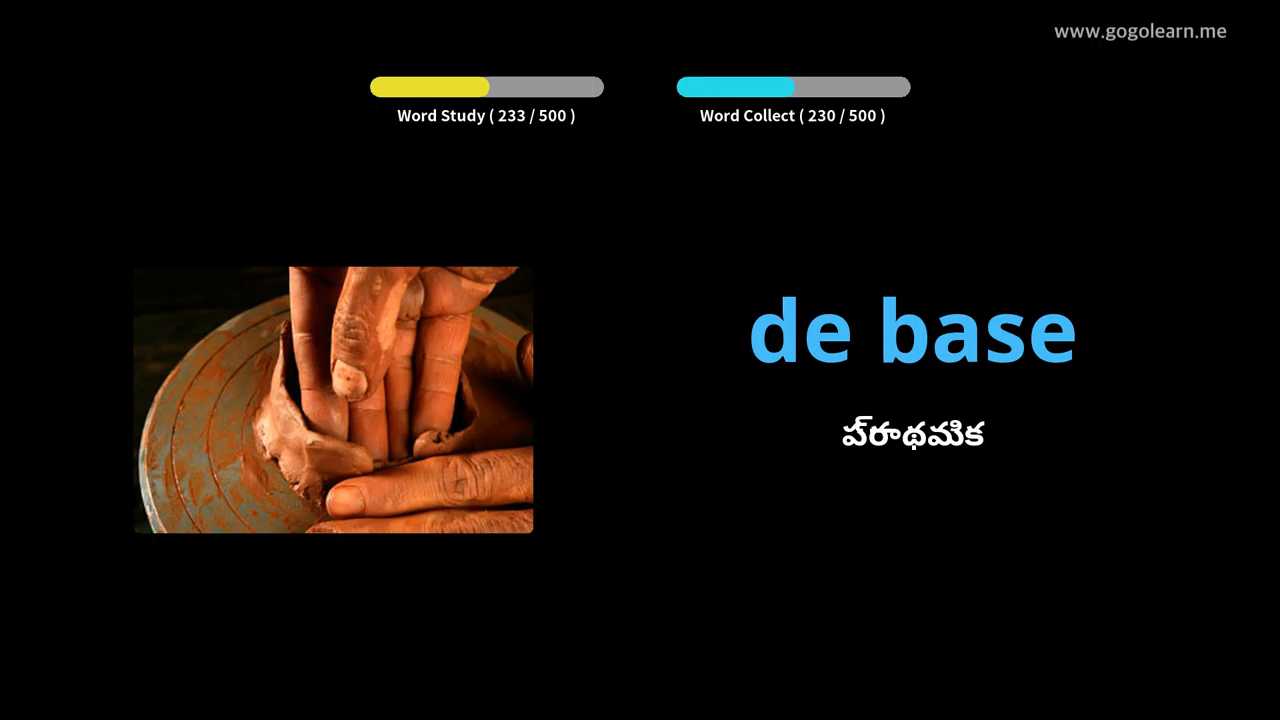 www.gogolearn.me
Word Study ( 233 / 500 )
Word Collect ( 230 / 500 )
de base
ప్రాథమిక